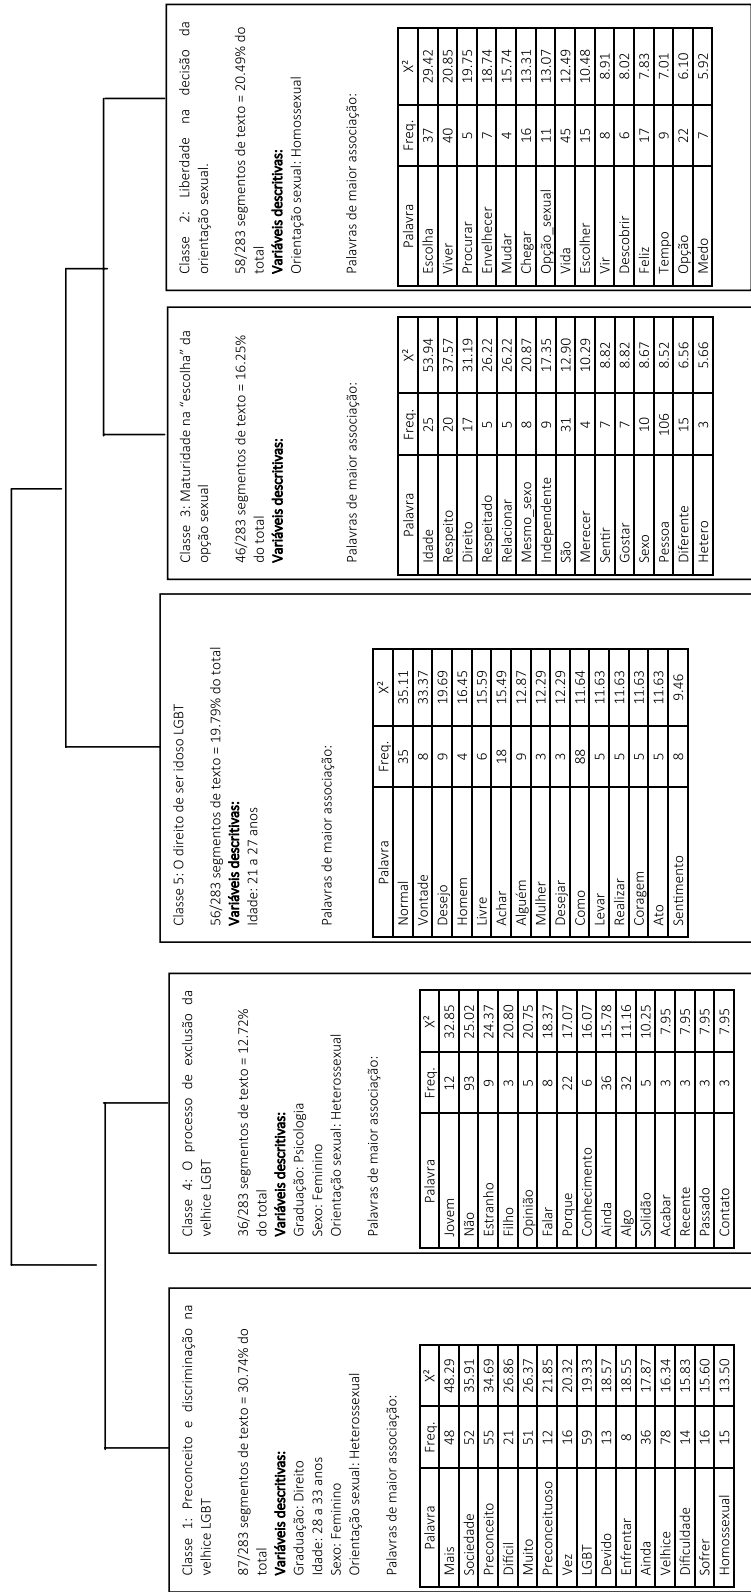 Classe 1: Preconceito e discriminação na
velhice LGBT
87/283 segmentos de texto = 30.74% do
total
Variáveis descritivas:
Graduação: Direito
Idade: 28 a 33 anos
Sexo: Feminino
Orientação sexual: Heterossexual
Palavras de maior associação:
Palavra Freq. X²
Mais 48 48.29
Sociedade 52 35.91
Preconceito 55 34.69
Difícil 21 26.86
Muito 51 26.37
Preconceituoso 12 21.85
Vez 16 20.32
LGBT 59 19.33
Devido 13 18.57
Enfrentar 8 18.55
Ainda 36 17.87
Velhice 78 16.34
Dificuldade 14 15.83
Sofrer 16 15.60
Homossexual 15 13.50
Classe 4: O processo de exclusão da
velhice LGBT
36/283 segmentos de texto = 12.72%
do total
Variáveis descritivas:
Graduação: Psicologia
Sexo: Feminino
Orientação sexual: Heterossexual
Palavras de maior associação:
Palavra Freq. X²
Jovem 12 32.85
Não 93 25.02
Estranho 9 24.37
Filho 3 20.80
Opinião 5 20.75
Falar 8 18.37
Porque 22 17.07
Conhecimento 6 16.07
Ainda 36 15.78
Algo 32 11.16
Solidão 5 10.25
Acabar 3 7.95
Recente 3 7.95
Passado 3 7.95
Contato 3 7.95
Classe 5: O direito de ser idoso LGBT
56/283 segmentos de texto = 19.79% do total
Variáveis descritivas:
Idade: 21 a 27 anos
Palavras de maior associação:
Palavra Freq. X²
Normal 35 35.11
Vontade 8 33.37
Desejo 9 19.69
Homem 4 16.45
Livre 6 15.59
Achar 18 15.49
Alguém 9 12.87
Mulher 3 12.29
Desejar 3 12.29
Como 88 11.64
Levar 5 11.63
Realizar 5 11.63
Coragem 5 11.63
Ato 5 11.63
Sentimento 8 9.46
Classe 3: Maturidade na "escolha" da
opção sexual
46/283 segmentos de texto = 16.25%
do total
Variáveis descritivas:
Palavras de maior associação:
Palavra Freq. X²
Idade 25 53.94
Respeito 20 37.57
Direito 17 31.19
Respeitado 5 26.22
Relacionar 5 26.22
Mesmo_sexo 8 20.87
Independente 9 17.35
São 31 12.90
Merecer 4 10.29
Sentir 7 8.82
Gostar 7 8.82
Sexo 10 8.67
Pessoa 106 8.52
Diferente 15 6.56
Hetero 3 5.66
Classe 2: Liberdade na decisão da
orientação sexual.
58/283 segmentos de texto = 20.49% do
total
Variáveis descritivas:
Orientação sexual: Homossexual
Palavras de maior associação:
Palavra Freq. X²
Escolha 37 29.42
Viver 40 20.85
Procurar 5 19.75
Envelhecer 7 18.74
Mudar 4 15.74
Chegar 16 13.31
Opção_sexual 11 13.07
Vida 45 12.49
Escolher 15 10.48
Vir 8 8.91
Descobrir 6 8.02
Feliz 17 7.83
Tempo 9 7.01
Opção 22 6.10
Medo 7 5.92